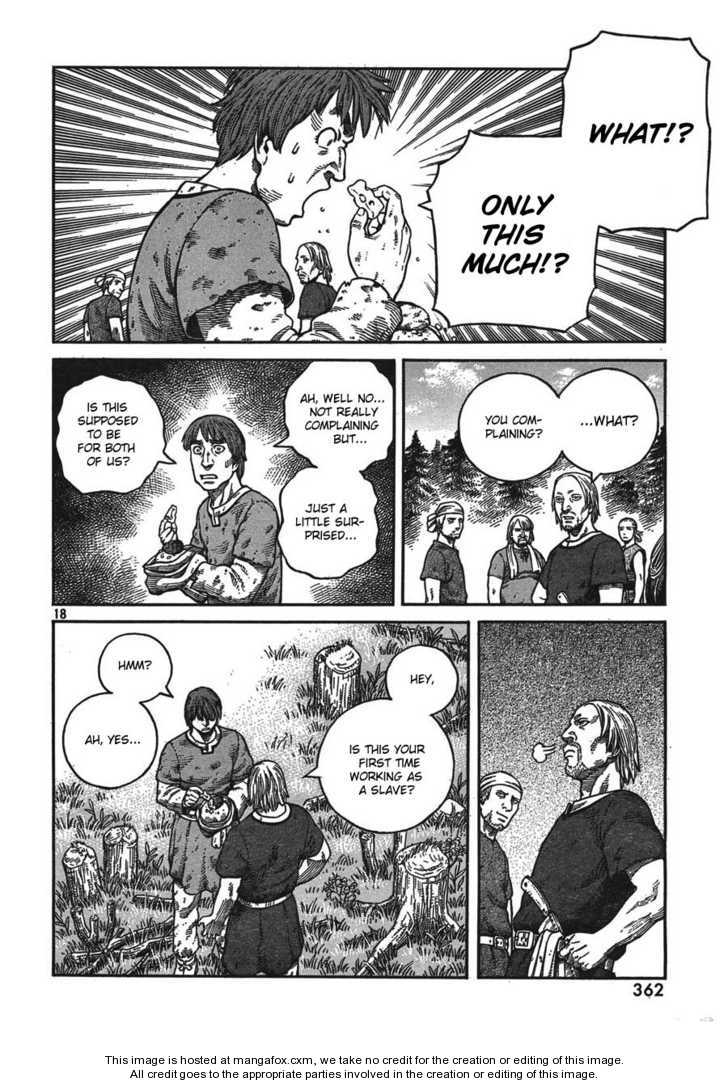 WHAT!?
ONLY
THIS
MUCH!?
IS THIS
SUPPOSED
TO BE
FOR BOTH
OF US?
AH, WELL NO...
NOT REALLY
COMPLAINING
BUT...
JUST A
LITTLE SUR-
PRISED...
YOU COM-
PLAINING?
...WHAT?
18
HMM?
AH, YES...
HEY,
IS THIS YOUR
FIRST TIME
WORKING AS
A SLAVE?
362
This image is hosted at mangafox.cxm, we take no credit for the creation or editing of this image.
All credit goes to the appropriate parties involved in the creation or editing of this image.